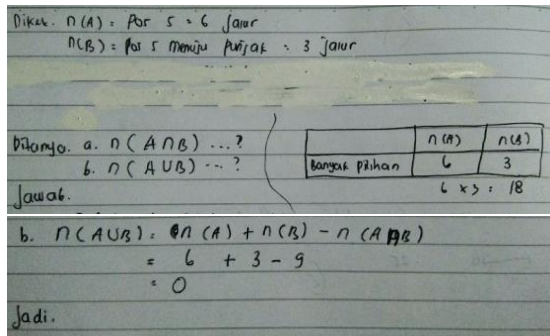 Diket. n(A) = Pos 5 = 6 jalur
n(B) = Pos 5 menuju puncak = 3 jalur
Ditanya. a. n(A∩B) ...?
b. n(A∪B) ...?
n(A) n(B)
Banyak pilihan 6 3
6 x 3 = 18
Jawab.
b. n(A∪B) = n(A) + n(B) - n(A∩B)
= 6 + 3 - 9
= 0
Jadi.